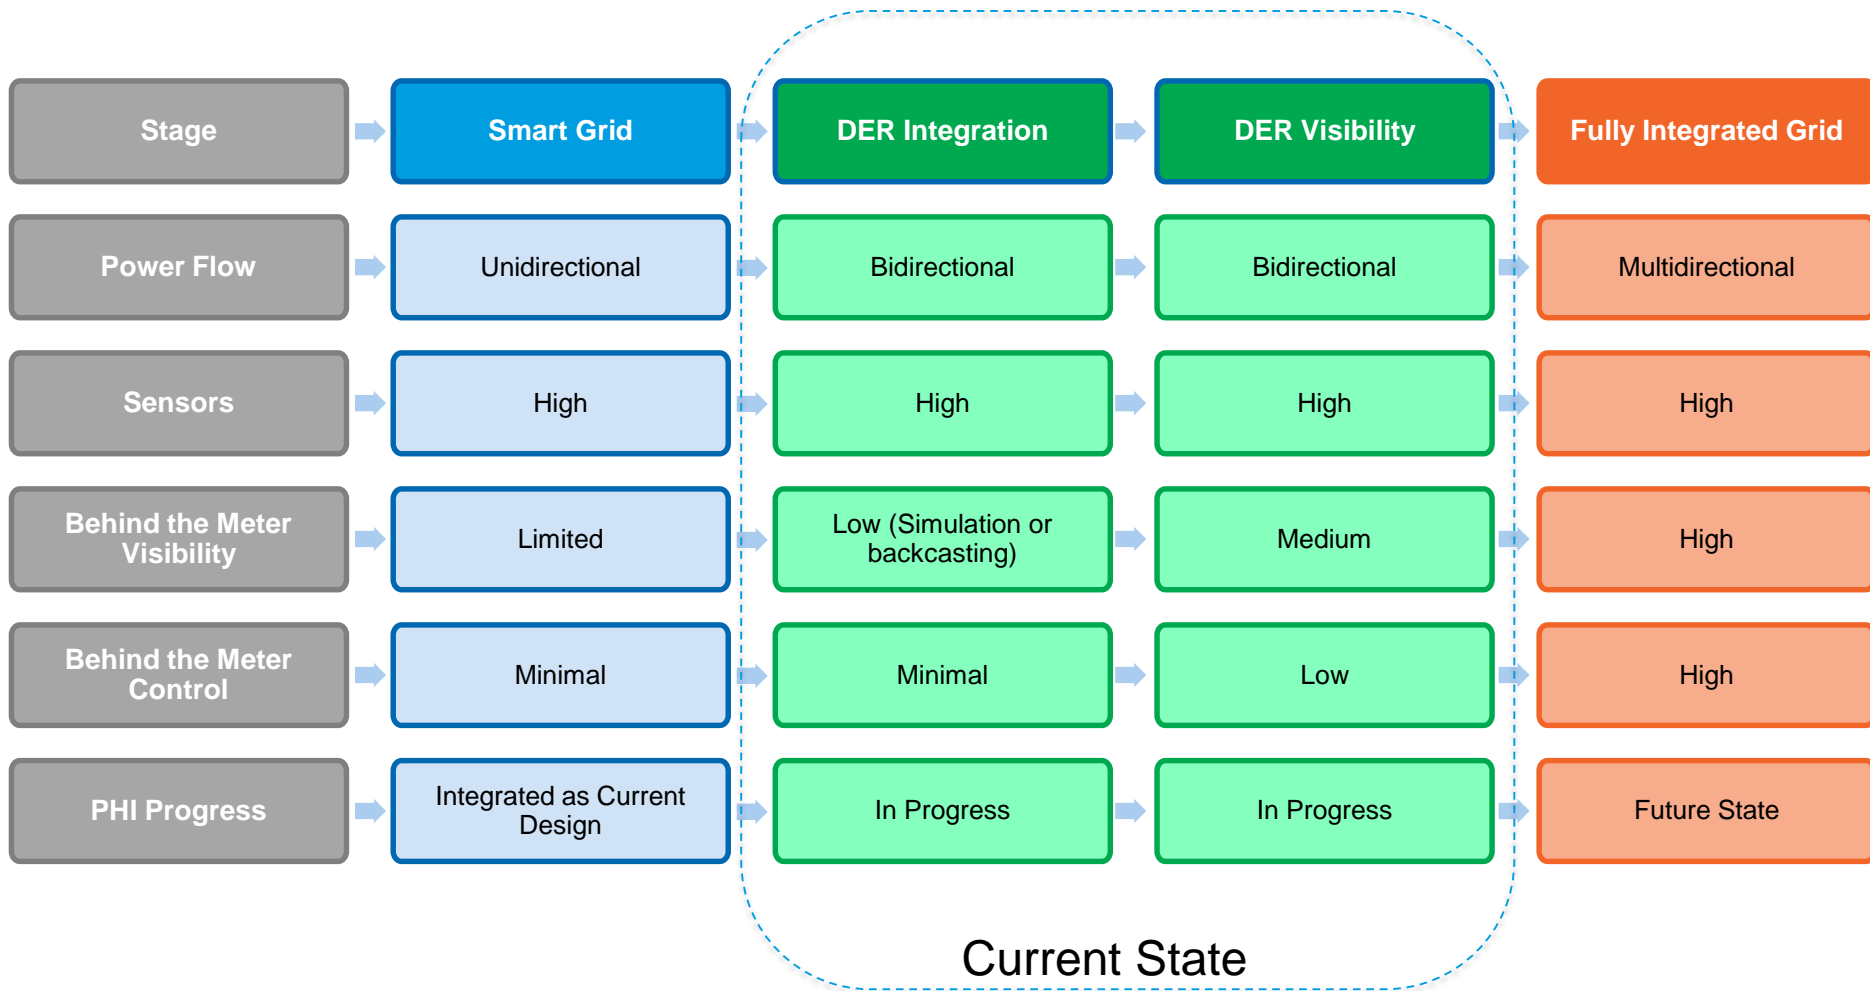 Stage
Smart Grid
DER Integration
DER Visibility
Fully Integrated Grid
Power Flow
Unidirectional
Bidirectional
Bidirectional
Multidirectional
Sensors
High
High
High
High
Behind the Meter
Visibility
Limited
Low (Simulation or
backcasting)
Medium
High
Behind the Meter
Control
Minimal
Minimal
Low
High
PHI Progress
Integrated as Current
Design
In Progress
In Progress
Future State
Current State